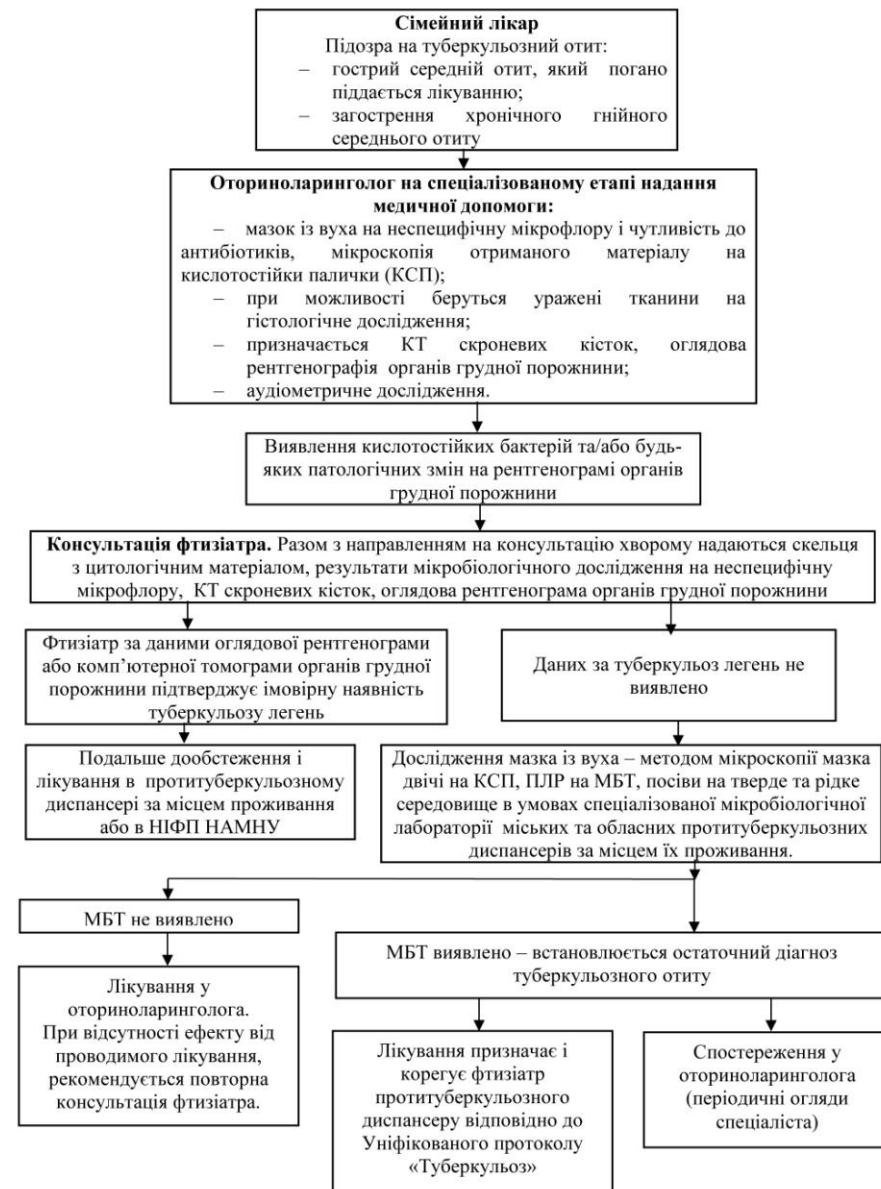 Сімейний лікар
Підозра на туберкульозний отит:
– гострий середній отит, який погано
піддається лікуванню;
– загострення хронічного гнійного
середнього отиту
Оториноларинголог на спеціалізованому етапі надання
медичної допомоги:
– мазок із вуха на неспецифічну мікрофлору і чутливість до
антибіотиків, мікроскопія отриманого матеріалу на
кислотостійки палички (КСП);
– при можливості беруться уражені тканини на
гістологічне дослідження;
– призначається КТ скроневих кісток, оглядова
рентгенографія органів грудної порожнини;
– аудіометричне дослідження.
Виявлення кислотостійких бактерій та/або будь-
яких патологічних змін на рентгенограмі органів
грудної порожнини
Консультація фтизіатра. Разом з направленням на консультацію хворому надаються скельця
з цитологічним матеріалом, результати мікробіологічного дослідження на неспецифічну
мікрофлору, КТ скроневих кісток, оглядова рентгенограма органів грудної порожнини
Фтизіатр за даними оглядової рентгенограми
або комп’ютерної томограми органів грудної
порожнини підтверджує імовірну наявність
туберкульозу легень
Даних за туберкульоз легень не
виявлено
Подальше дообстеження і
лікування в протитуберкульозному
диспансері за місцем проживання
або в НІФП НАМНУ
Дослідження мазка із вуха – методом мікроскопії мазка
двічі на КСП, ПЛР на МБТ, посіви на тверде та рідке
середовище в умовах спеціалізованої мікробіологічної
лабораторії міських та обласних протитуберкульозних
диспансерів за місцем їх проживання.
МБТ не виявлено
МБТ виявлено – встановлюється остаточний діагноз
туберкульозного отиту
Лікування у
оториноларинголога.
При відсутності ефекту від
проводимого лікування,
рекомендується повторна
консультація фтизіатра.
Лікування призначає і
корегує фтизіатр
протитуберкульозного
диспансеру відповідно до
Уніфікованого протоколу
«Туберкульоз»
Спостереження у
оториноларинголога
(періодичні огляди
спеціаліста)